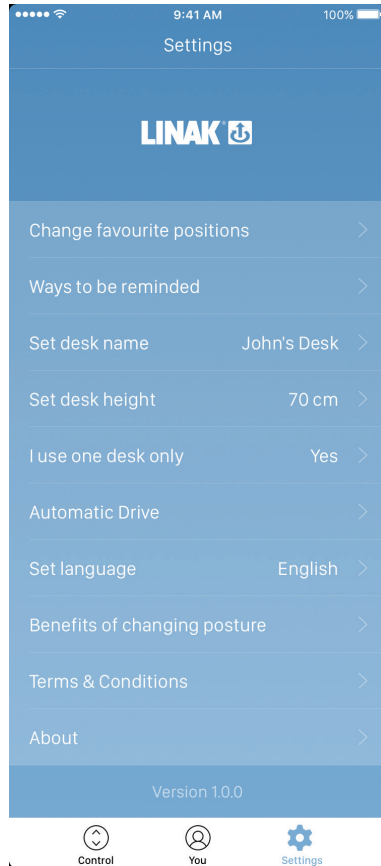 9:41 AM 100%
Settings
LINAK®
Change favourite positions
Ways to be reminded
Set desk name John's Desk
Set desk height 70 cm
I use one desk only Yes
Automatic Drive
Set language English
Benefits of changing posture
Terms & Conditions
About
Version 1.0.0
Control You Settings